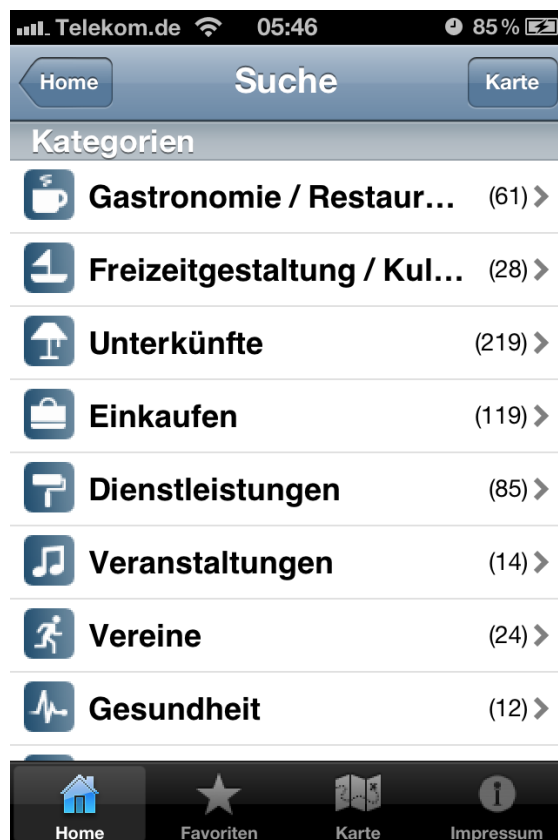 Telekom.de 05:46 85 %
Home Suche Karte
Kategorien
Gastronomie / Restaur... (61)
Freizeitgestaltung / Kul... (28)
Unterkünfte (219)
Einkaufen (119)
Dienstleistungen (85)
Veranstaltungen (14)
Vereine (24)
Gesundheit (12)
Home Favoriten Karte Impressum